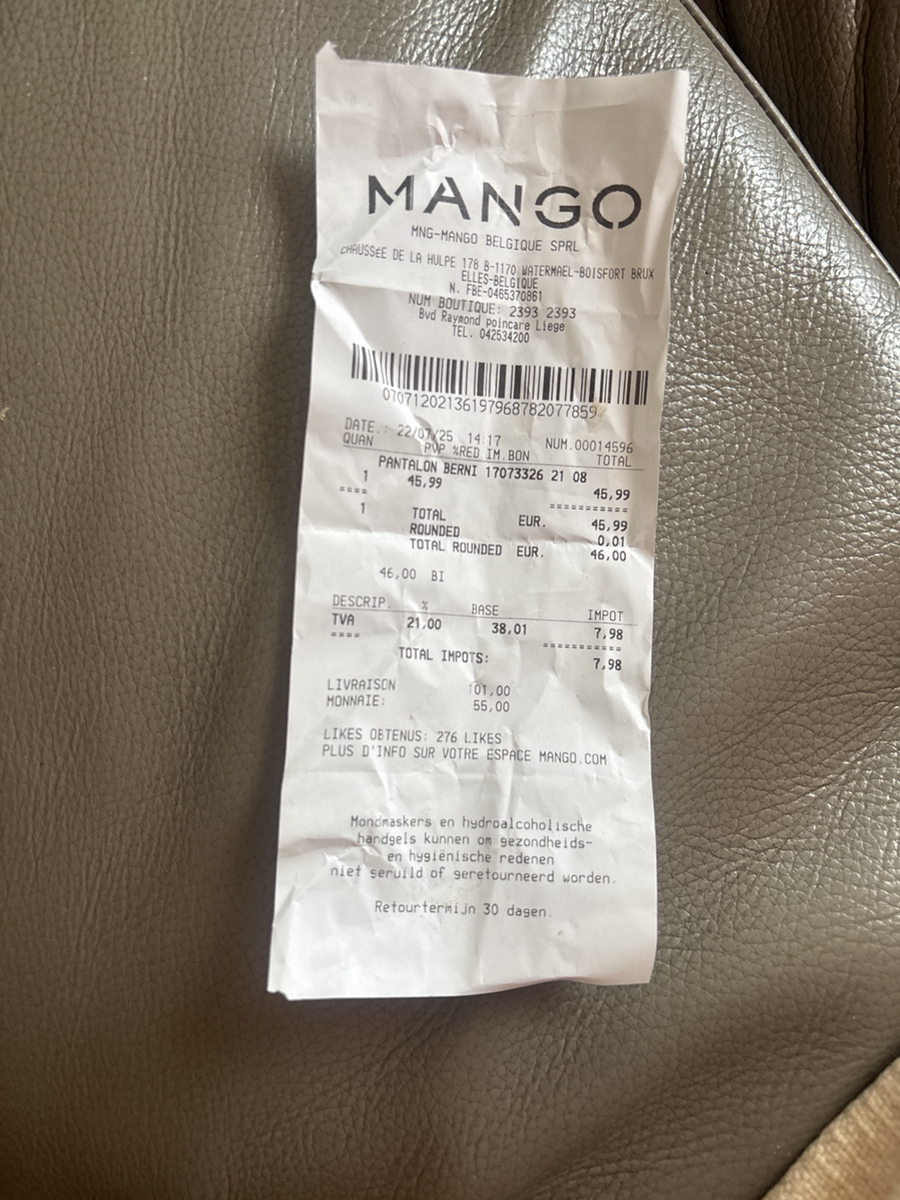 MANGO
MNG-MANGO BELGIQUE SPRL
CHAUSSéE DE LA HULPE 178 B-1170 WATERMAEL-BOISFORT BRUX
ELLES-BELGIQUE
N. FBE-0465370861
NUM BOUTIQUE: 2393 2393
Bvd Raymond poincare Liege
TEL. 042534200
0707120213619796878207785​9
DATE.: 22/07/25 14:17 NUM.00014596
QUAN PVP %RED IM.BON TOTAL
PANTALON BERNI 17073326 21 08
1 45,99 45,99
==== ===========
1 TOTAL EUR. 45,99
ROUNDED 0,01
TOTAL ROUNDED EUR. 46,00
46,00 BI
DESCRIP. % BASE IMPOT
TVA 21,00 38,01 7,98
==== ===========
TOTAL IMPOTS: 7,98
LIVRAISON 101,00
MONNAIE: 55,00
LIKES OBTENUS: 276 LIKES
PLUS D'INFO SUR VOTRE ESPACE MANGO.COM
Mondmaskers en hydroalcoholische
handgels kunnen om gezondheids-
en hygiënische redenen
niet geruild of geretourneerd worden.
Retourtermijn 30 dagen.